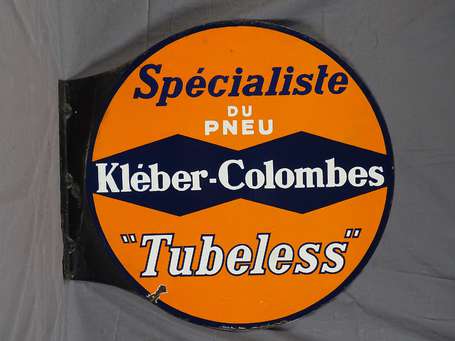 Spécialiste
DU
PNEU
Kléber-Colombes
"Tubeless"